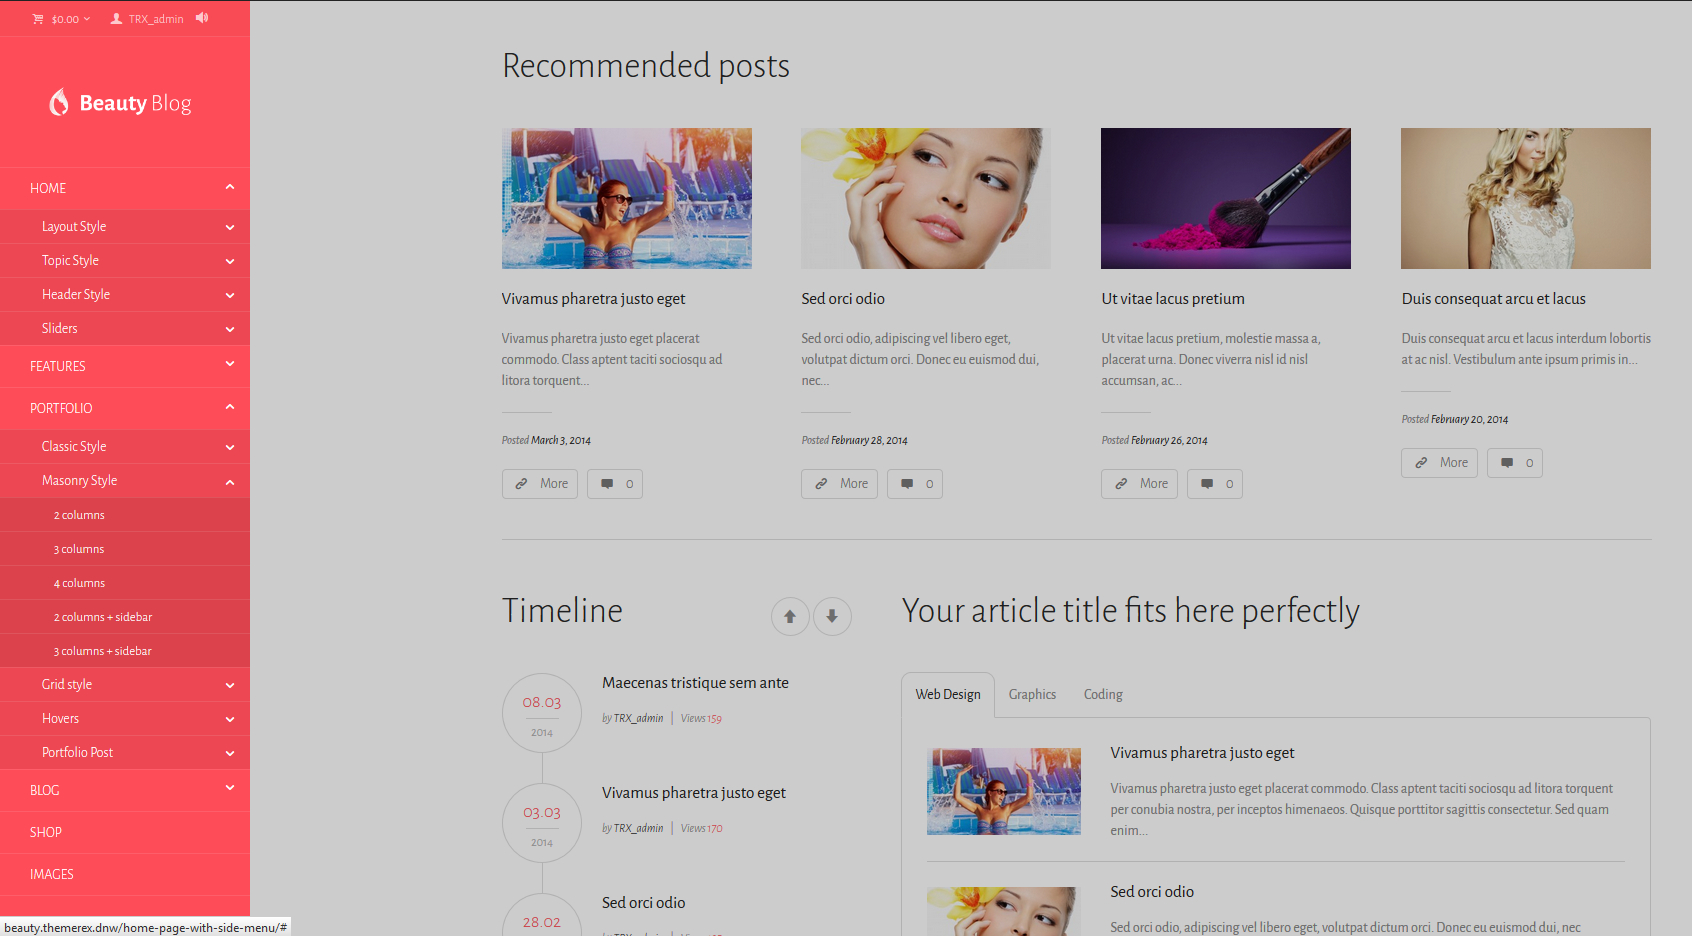 $0.00
TRX_admin
Beauty Blog
HOME
Layout Style
Topic Style
Header Style
Sliders
FEATURES
PORTFOLIO
Classic Style
Masonry Style
2 columns
3 columns
4 columns
2 columns + sidebar
3 columns + sidebar
Grid style
Hovers
Portfolio Post
BLOG
SHOP
IMAGES
beauty.themerex.dnw/home-page-with-side-menu/#
Recommended posts
Vivamus pharetra justo eget
Vivamus pharetra justo eget placerat
commodo. Class aptent taciti sociosqu ad
litora torquent...
Posted March 3, 2014
More
0
Sed orci odio
Sed orci odio, adipiscing vel libero eget,
volutpat dictum orci. Donec eu euismod dui,
nec...
Posted February 28, 2014
More
0
Ut vitae lacus pretium
Ut vitae lacus pretium, molestie massa a,
placerat urna. Donec viverra nisl id nisl
accumsan, ac...
Posted February 26, 2014
More
0
Duis consequat arcu et lacus
Duis consequat arcu et lacus interdum lobortis
at ac nisl. Vestibulum ante ipsum primis in...
Posted February 20, 2014
More
0
Timeline
08.03
2014
Maecenas tristique sem ante
by TRX_admin | Views 159
03.03
2014
Vivamus pharetra justo eget
by TRX_admin | Views 170
28.02
Sed orci odio
Your article title fits here perfectly
Web Design
Graphics
Coding
Vivamus pharetra justo eget
Vivamus pharetra justo eget placerat commodo. Class aptent taciti sociosqu ad litora torquent
per conubia nostra, per inceptos himenaeos. Quisque porttitor sagittis consectetur. Sed quam
enim...
Sed orci odio
Sed orci odio, adipiscing vel libero eget, volutpat dictum orci. Donec eu euismod dui, nec